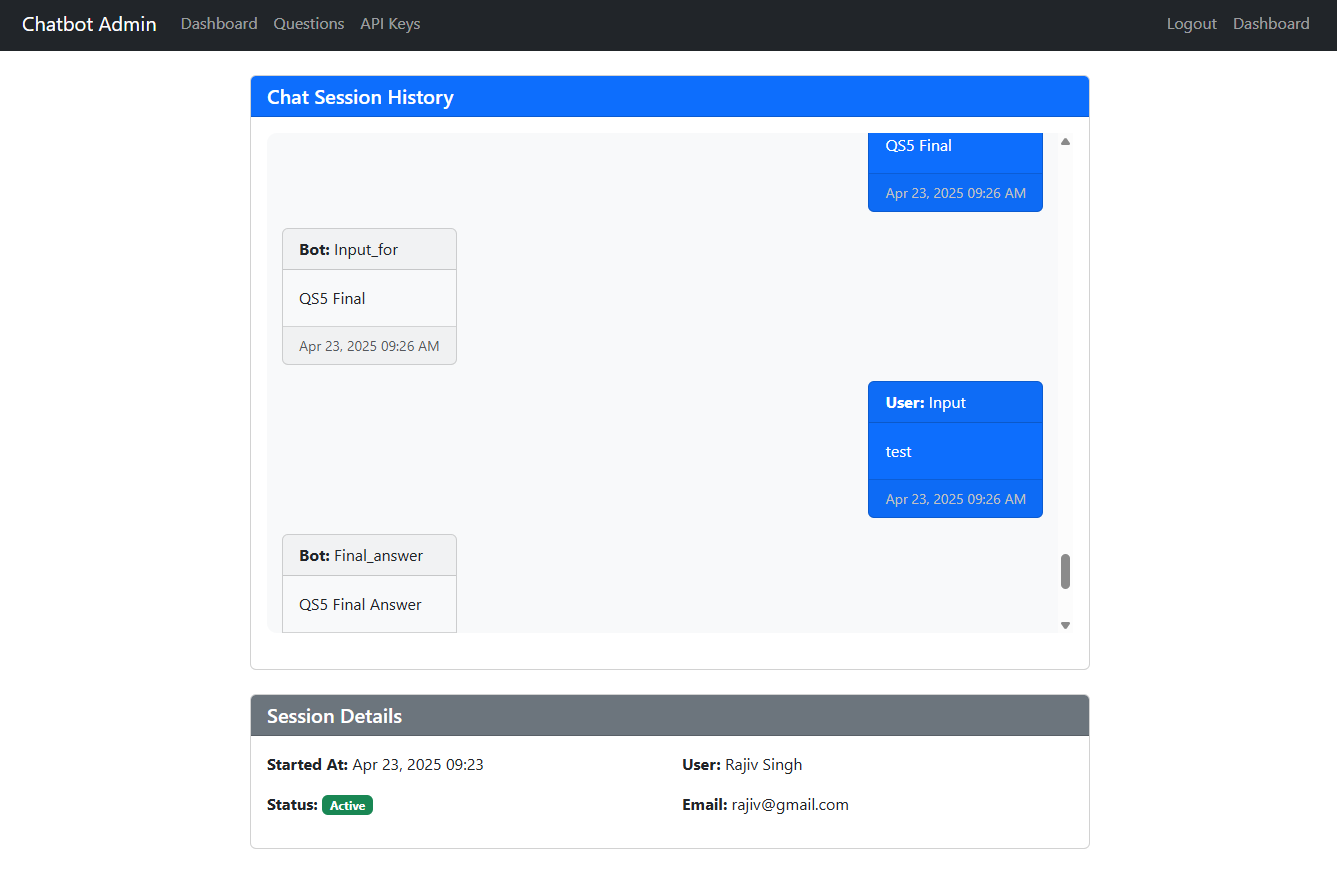 Chatbot Admin Dashboard Questions API Keys Logout Dashboard
Chat Session History
QS5 Final
Apr 23, 2025 09:26 AM
Bot: Input_for
QS5 Final
Apr 23, 2025 09:26 AM
User: Input
test
Apr 23, 2025 09:26 AM
Bot: Final_answer
QS5 Final Answer
Session Details
Started At: Apr 23, 2025 09:23
User: Rajiv Singh
Status: Active
Email: rajiv@gmail.com